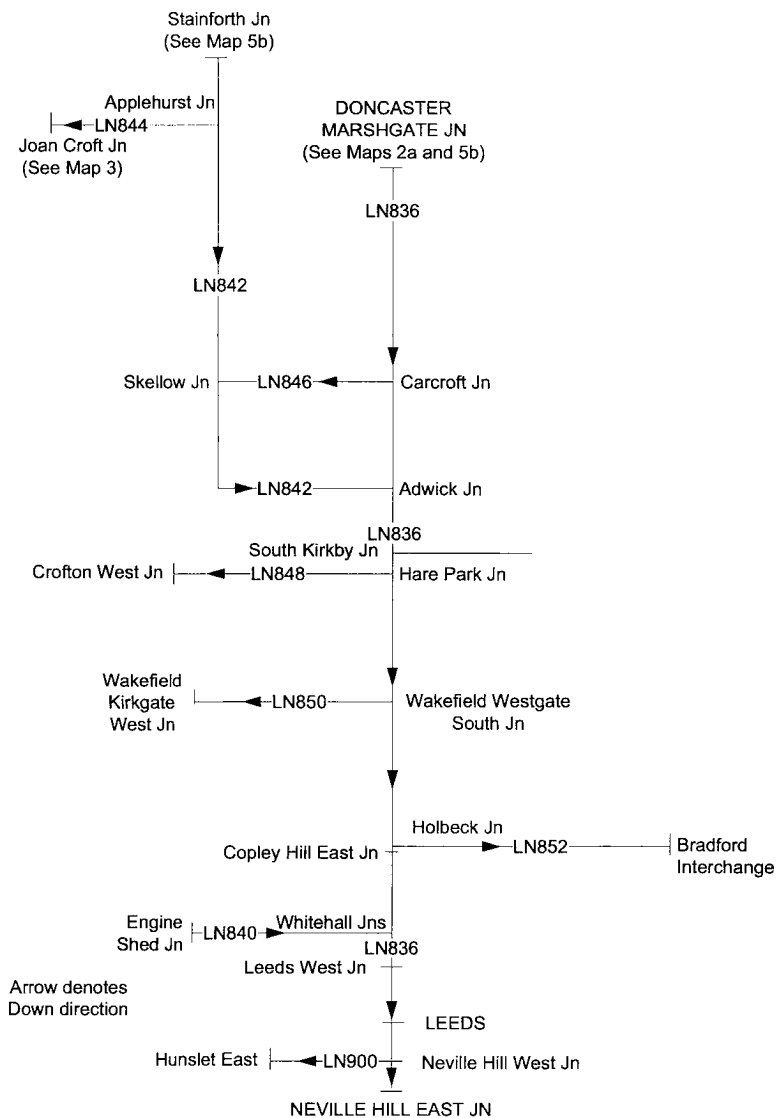 Stainforth Jn
(See Map 5b)
Applehurst Jn
LN844
Joan Croft Jn
(See Map 3)
DONCASTER
MARSHGATE JN
(See Maps 2a and 5b)
LN836
LN842
Skellow Jn
LN846
Carcroft Jn
LN842
Adwick Jn
LN836
South Kirkby Jn
Crofton West Jn
LN848
Hare Park Jn
Wakefield
Kirkgate
West Jn
LN850
Wakefield Westgate
South Jn
Holbeck Jn
Copley Hill East Jn
LN852
Bradford
Interchange
Engine
Shed Jn
LN840
Whitehall Jns
LN836
Leeds West Jn
Arrow denotes
Down direction
LEEDS
Hunslet East
LN900
Neville Hill West Jn
NEVILLE HILL EAST JN